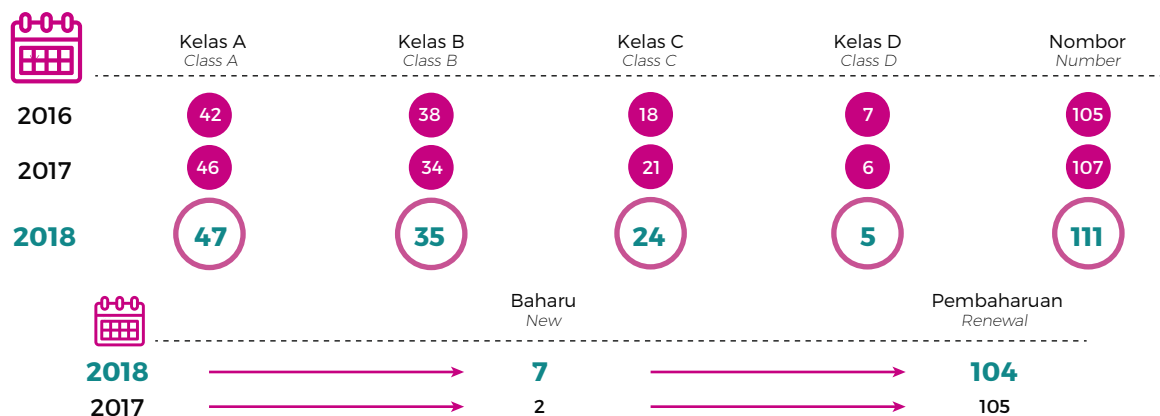 Kelas A Kelas B Kelas C Kelas D Nombor
Class A Class B Class C Class D Number
2016 42 38 18 7 105
2017 46 34 21 6 107
2018 47 35 24 5 111
Baharu Pembaharuan
New Renewal
2018 7 104
2017 2 105